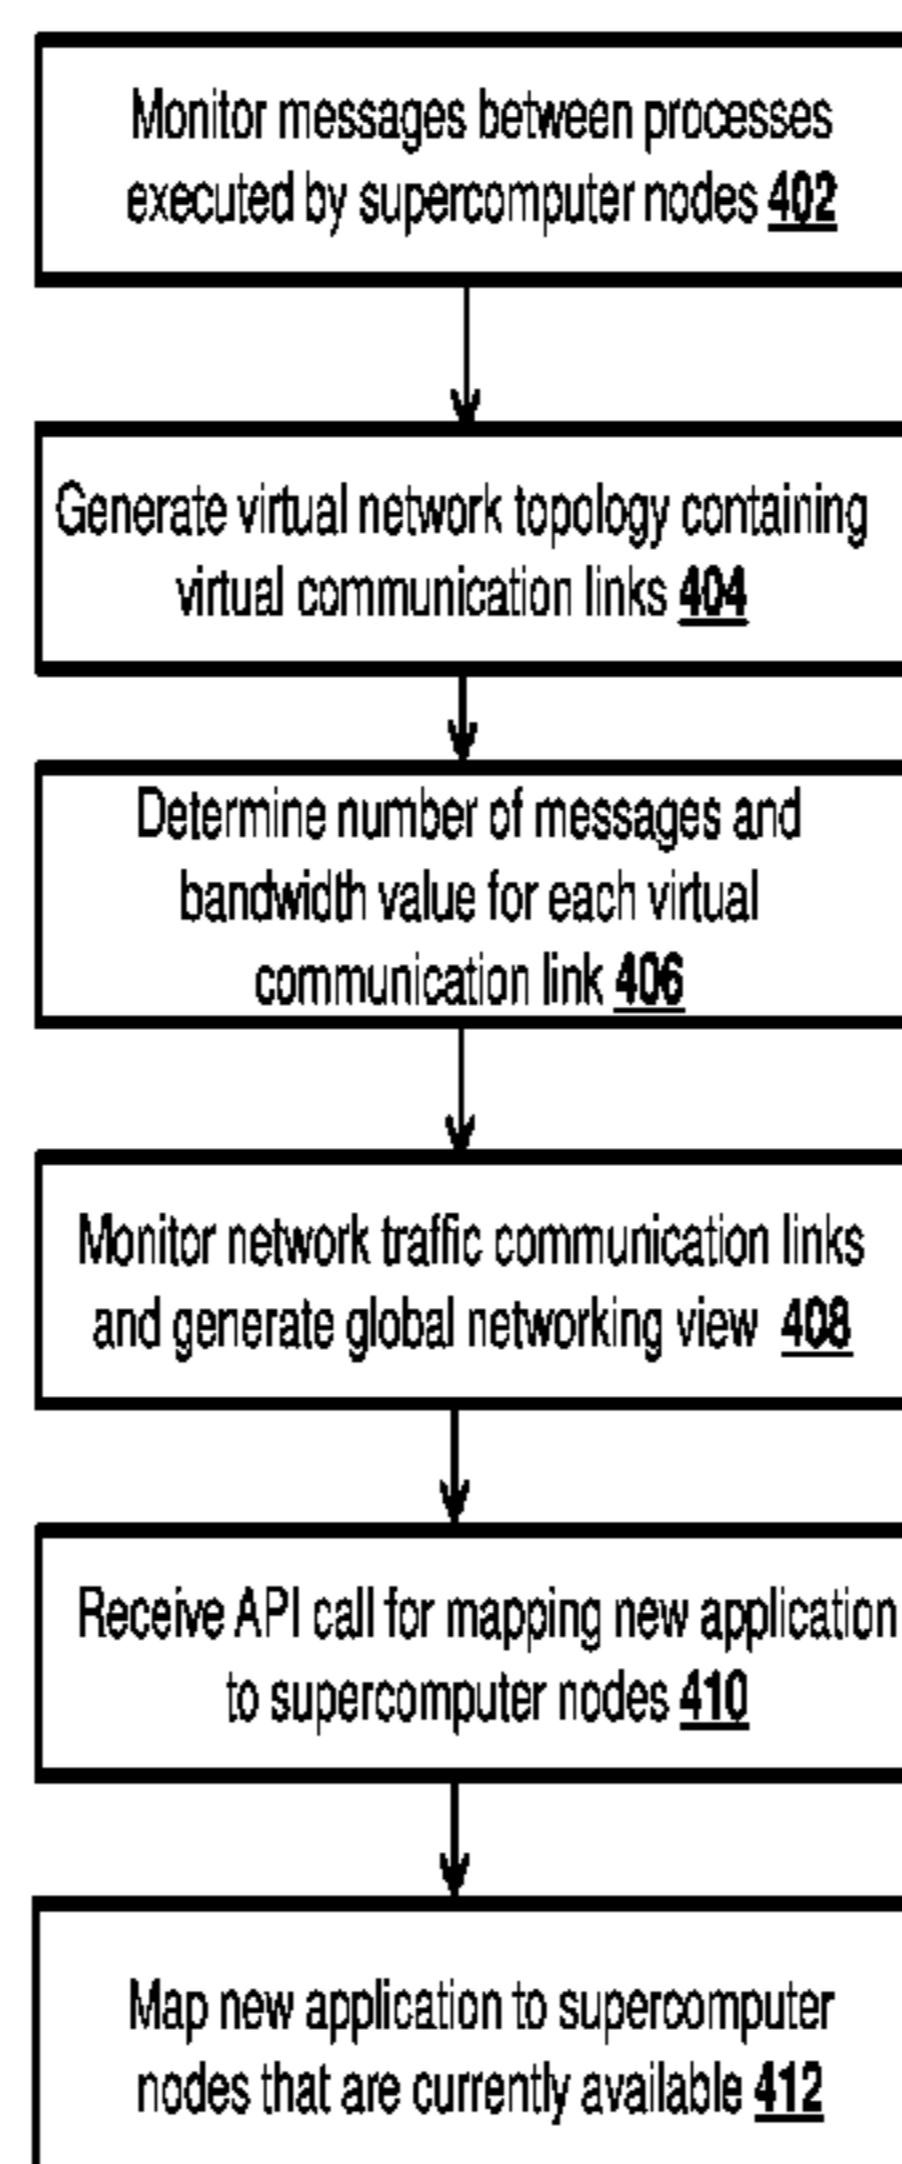 Monitor messages between processes
executed by supercomputer nodes 402
Generate virtual network topology containing
virtual communication links 404
Determine number of messages and
bandwidth value for each virtual
communication link 406
Monitor network traffic communication links
and generate global networking view 408
Receive API call for mapping new application
to supercomputer nodes 410
Map new application to supercomputer
nodes that are currently available 412